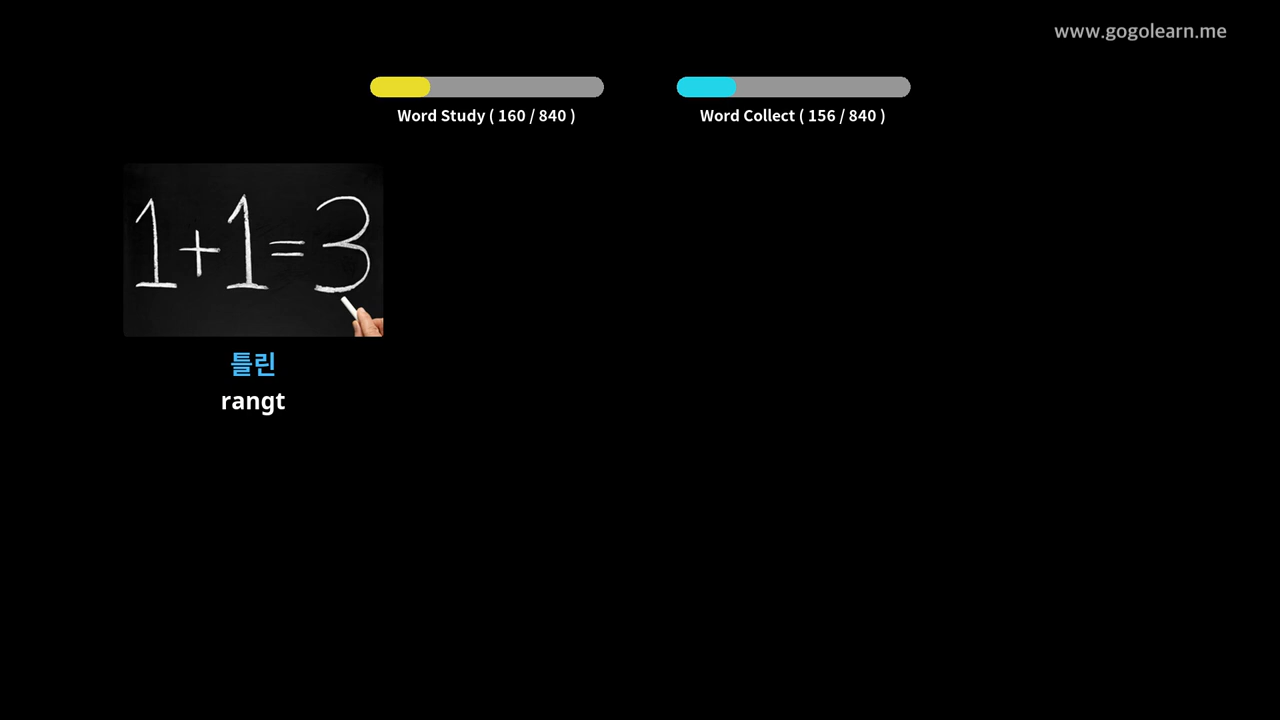 www.gogolearn.me
Word Study ( 160 / 840 )
Word Collect ( 156 / 840 )
1+1=3
틀린
rangt